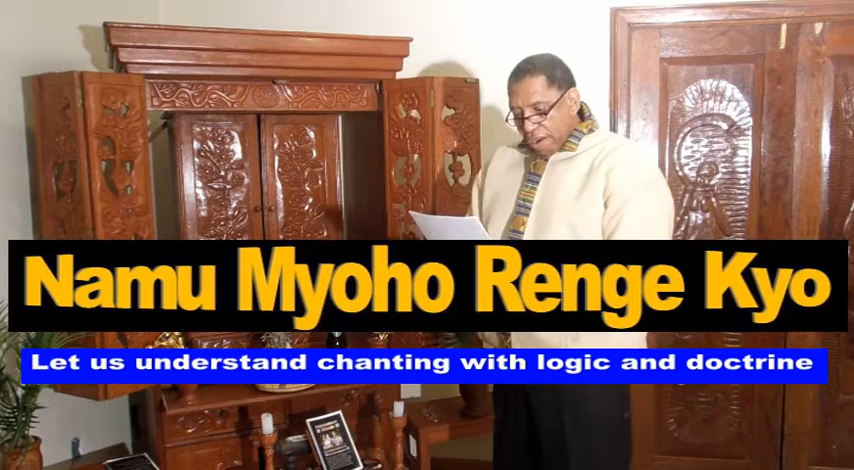 Namu Myoho Renge Kyo
Let us understand chanting with logic and doctrine